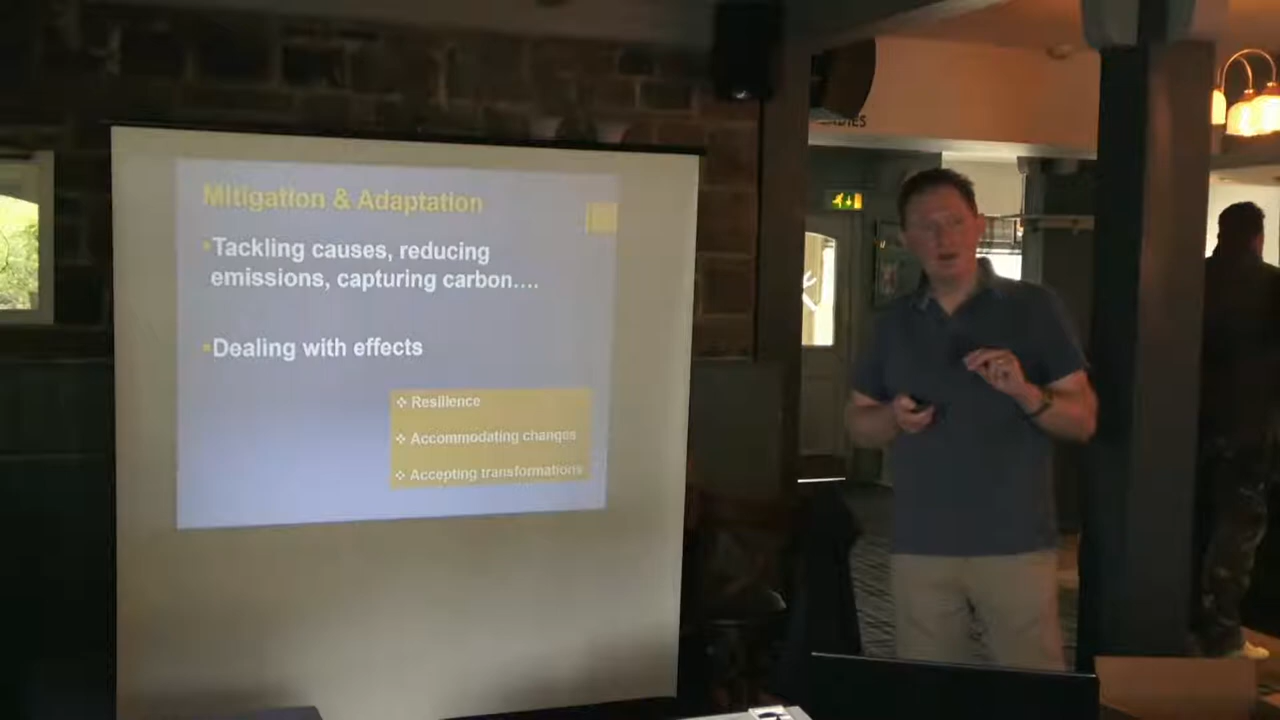 Mitigation & Adaptation
▪Tackling causes, reducing
emissions, capturing carbon….
▪Dealing with effects
❖ Resilience
❖ Accommodating changes
❖ Accepting transformations